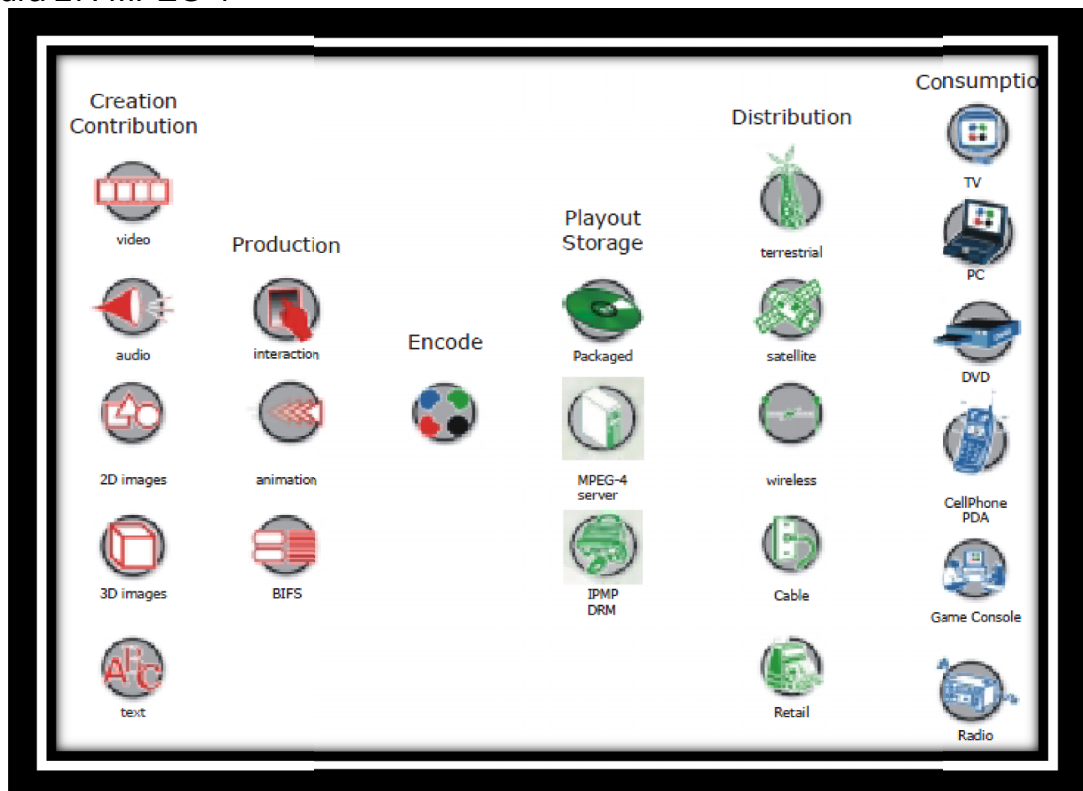 Creation
Contribution
video
audio
2D images
3D images
text
Production
interaction
animation
BIFS
Encode
Playout
Storage
Packaged
MPEG-4
server
IPMP
DRM
Distribution
terrestrial
satellite
wireless
Cable
Retail
Consumptio
TV
PC
DVD
CellPhone
PDA
Game Console
Radio